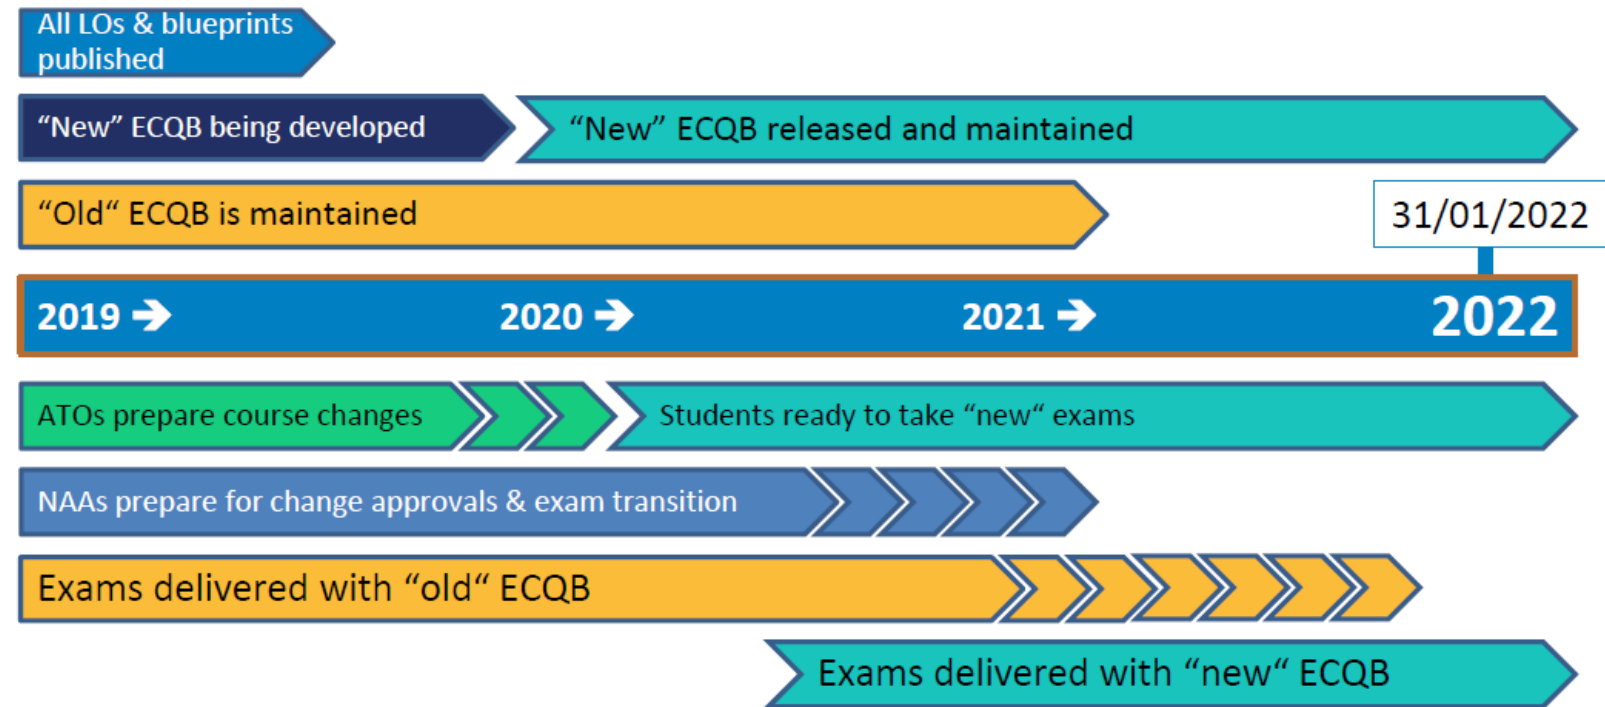 All LOs & blueprints
published
“New” ECQB being developed
“New” ECQB released and maintained
“Old“ ECQB is maintained
31/01/2022
2019 ➔
2020 ➔
2021 ➔
2022
ATOs prepare course changes
Students ready to take “new“ exams
NAAs prepare for change approvals & exam transition
Exams delivered with “old“ ECQB
Exams delivered with “new“ ECQB